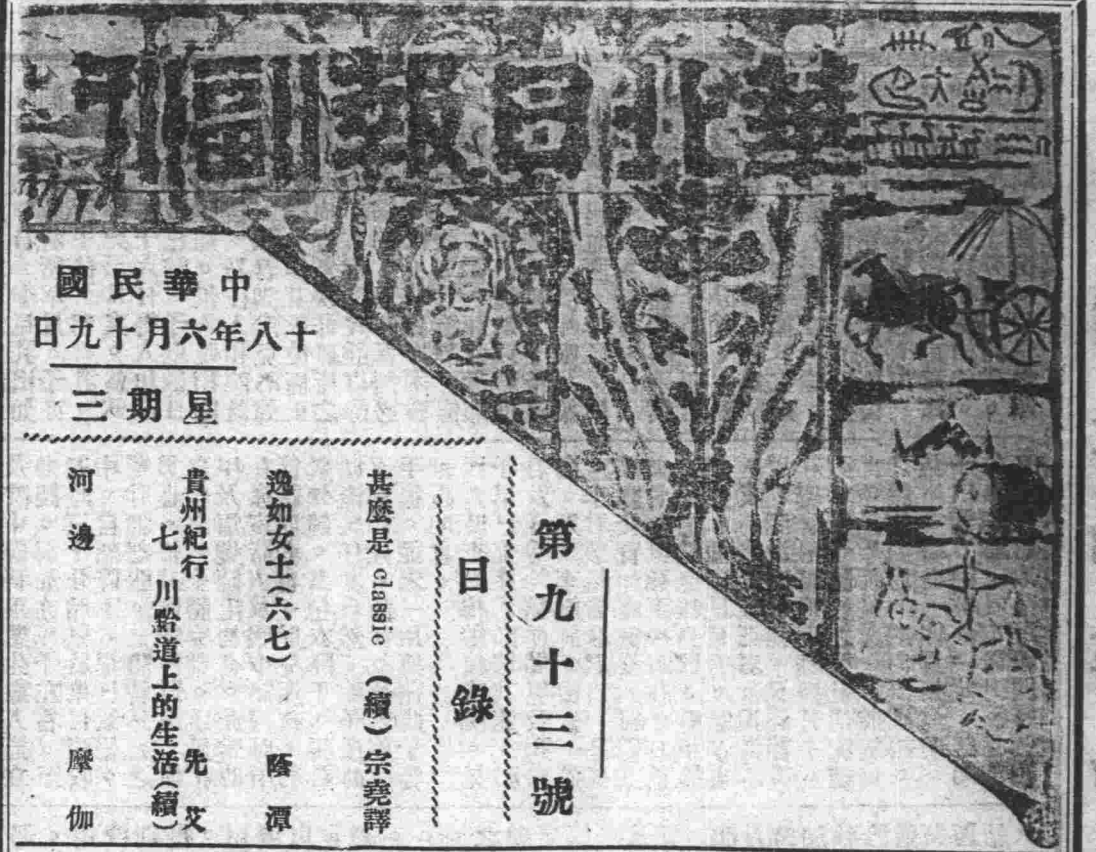 華北日報副刊
中華民國
十八年六月十九日
星期三
第九十三號
目錄
甚麼是 classic (續) 宗堯譯
逸如女士(六七) 蔭潭
貴州紀行 先艾
七 川黔道上的生活(續)
河邊 摩伽